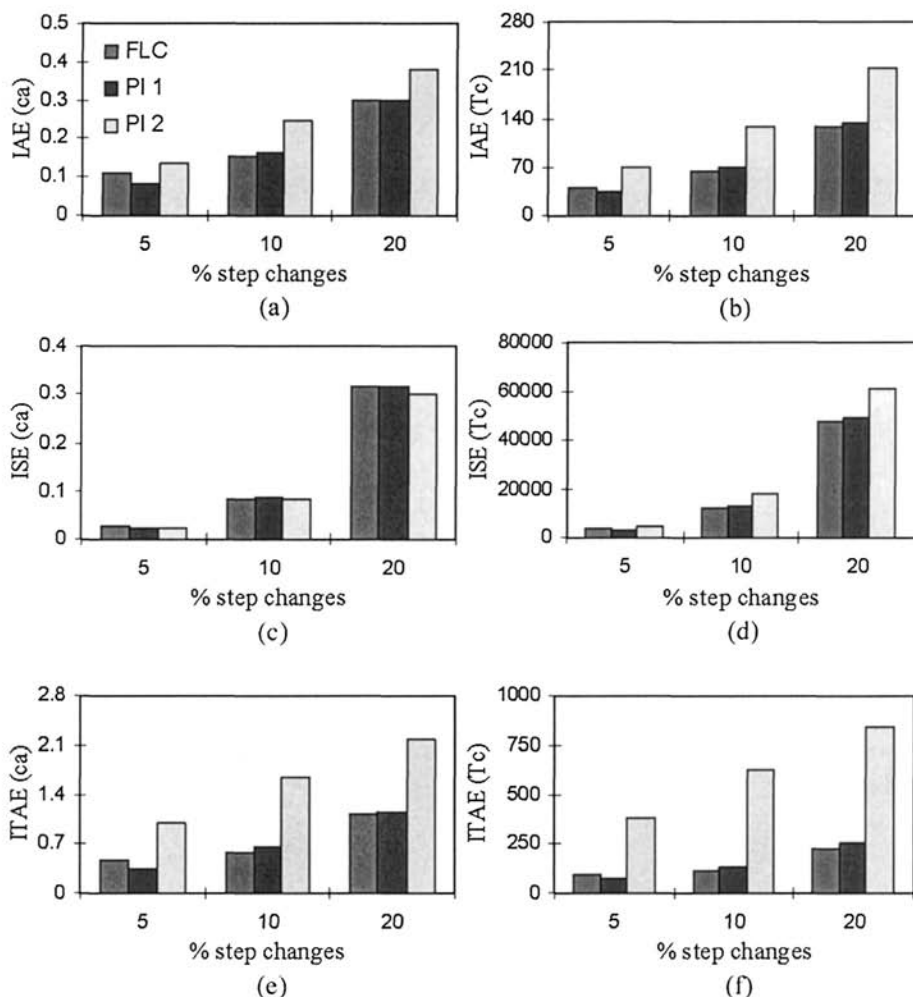 0.5
0.4
0.3
0.2
0.1
0
IAE (ca)
FLC
PI 1
PI 2
5 10 20
% step changes
(a)
280
210
140
70
0
IAE (Tc)
5 10 20
% step changes
(b)
0.4
0.3
0.2
0.1
0
ISE (ca)
5 10 20
% step changes
(c)
80000
60000
40000
20000
0
ISE (Tc)
5 10 20
% step changes
(d)
2.8
2.1
1.4
0.7
0
ITAE (ca)
5 10 20
% step changes
(e)
1000
750
500
250
0
ITAE (Tc)
5 10 20
% step changes
(f)